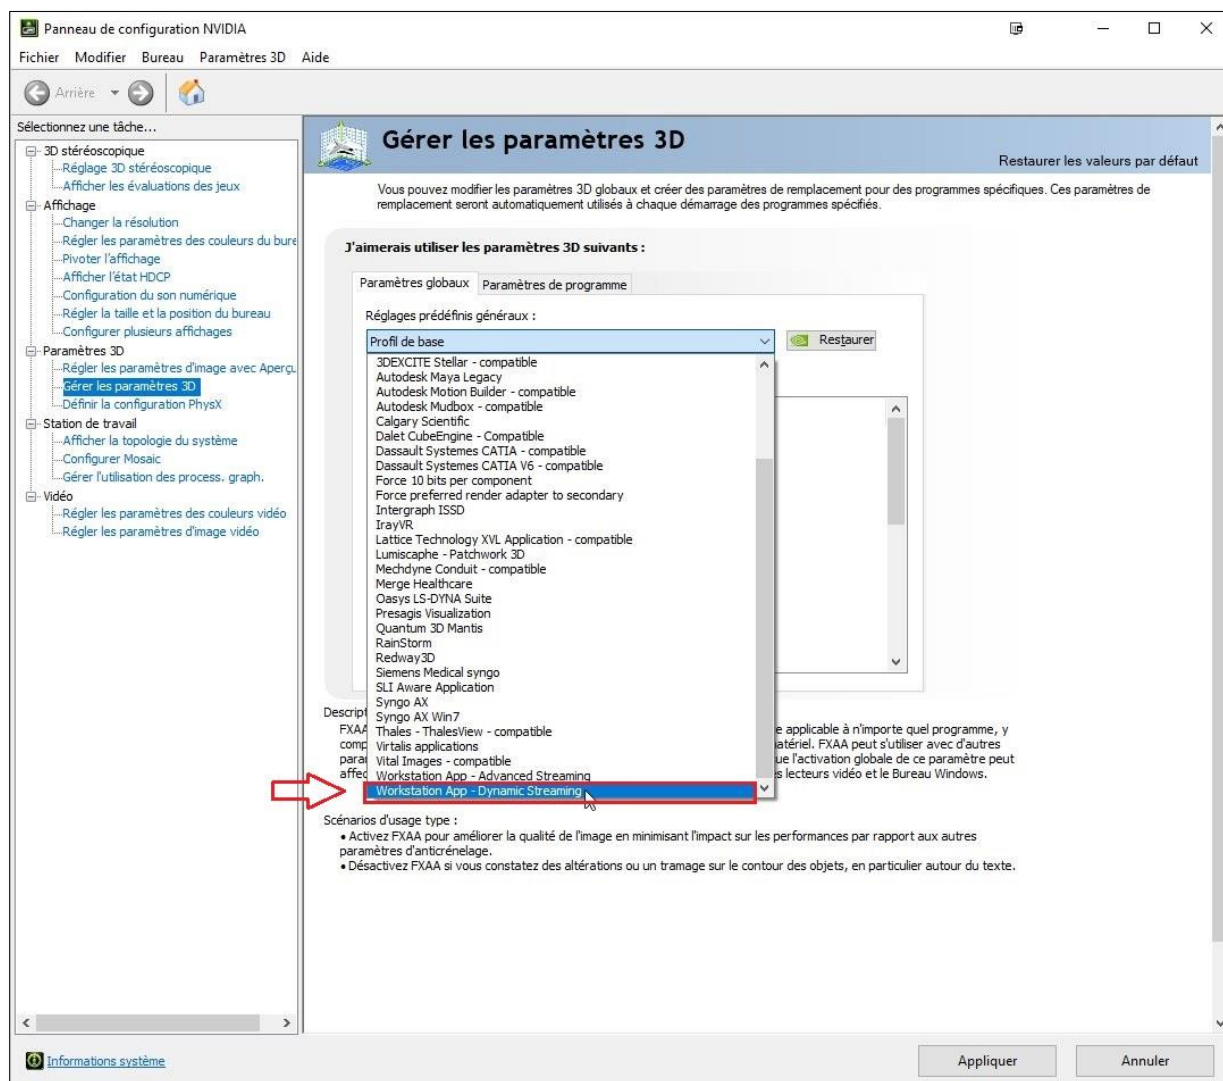 Panneau de configuration NVIDIA
Fichier Modifier Bureau Paramètres 3D Aide
Arrière
Sélectionnez une tâche...
3D stéréoscopique
Réglage 3D stéréoscopique
Afficher les évaluations des jeux
Affichage
Changer la résolution
Régler les paramètres des couleurs du bure
Pivoter l'affichage
Afficher l'état HDCP
Configuration du son numérique
Régler la taille et la position du bureau
Configurer plusieurs affichages
Paramètres 3D
Régler les paramètres d'image avec Aperçu
Gérer les paramètres 3D
Définir la configuration PhysX
Station de travail
Afficher la topologie du système
Configurer Mosaic
Gérer l'utilisation des process. graph.
Vidéo
Régler les paramètres des couleurs vidéo
Régler les paramètres d'image vidéo
Gérer les paramètres 3D
Restaurer les valeurs par défaut
Vous pouvez modifier les paramètres 3D globaux et créer des paramètres de remplacement pour des programmes spécifiques. Ces paramètres de
remplacement seront automatiquement utilisés à chaque démarrage des programmes spécifiés.
J'aimerais utiliser les paramètres 3D suivants :
Paramètres globaux Paramètres de programme
Réglages prédéfinis généraux :
Profil de base
Restaurer
3DEXCITE Stellar - compatible
Autodesk Maya Legacy
Autodesk Motion Builder - compatible
Autodesk Mudbox - compatible
Calgary Scientific
Dalet CubeEngine - Compatible
Dassault Systemes CATIA - compatible
Dassault Systemes CATIA V6 - compatible
Force 10 bits per component
Force preferred render adapter to secondary
Intergraph ISSD
IrayVR
Lattice Technology XVL Application - compatible
Lumiscaphe - Patchwork 3D
Mechdyne Conduit - compatible
Merge Healthcare
Oasys LS-DYNA Suite
Presagis Visualization
Quantum 3D Mantis
RainStorm
Redway3D
Siemens Medical syngo
SLI Aware Application
Syngo AX
Syngo AX Win7
Thales - ThalesView - compatible
Virtalis applications
Vital Images - compatible
Workstation App - Advanced Streaming
Workstation App - Dynamic Streaming
Descript
FXAA e applicable à n'importe quel programme, y
comp atériel. FXAA peut s'utiliser avec d'autres
para ue l'activation globale de ce paramètre peut
affec s lecteurs vidéo et le Bureau Windows.
Scénarios d'usage type :
• Activez FXAA pour améliorer la qualité de l'image en minimisant l'impact sur les performances par rapport aux autres
paramètres d'anticrénelage.
• Désactivez FXAA si vous constatez des altérations ou un tramage sur le contour des objets, en particulier autour du texte.
Informations système
Appliquer
Annuler